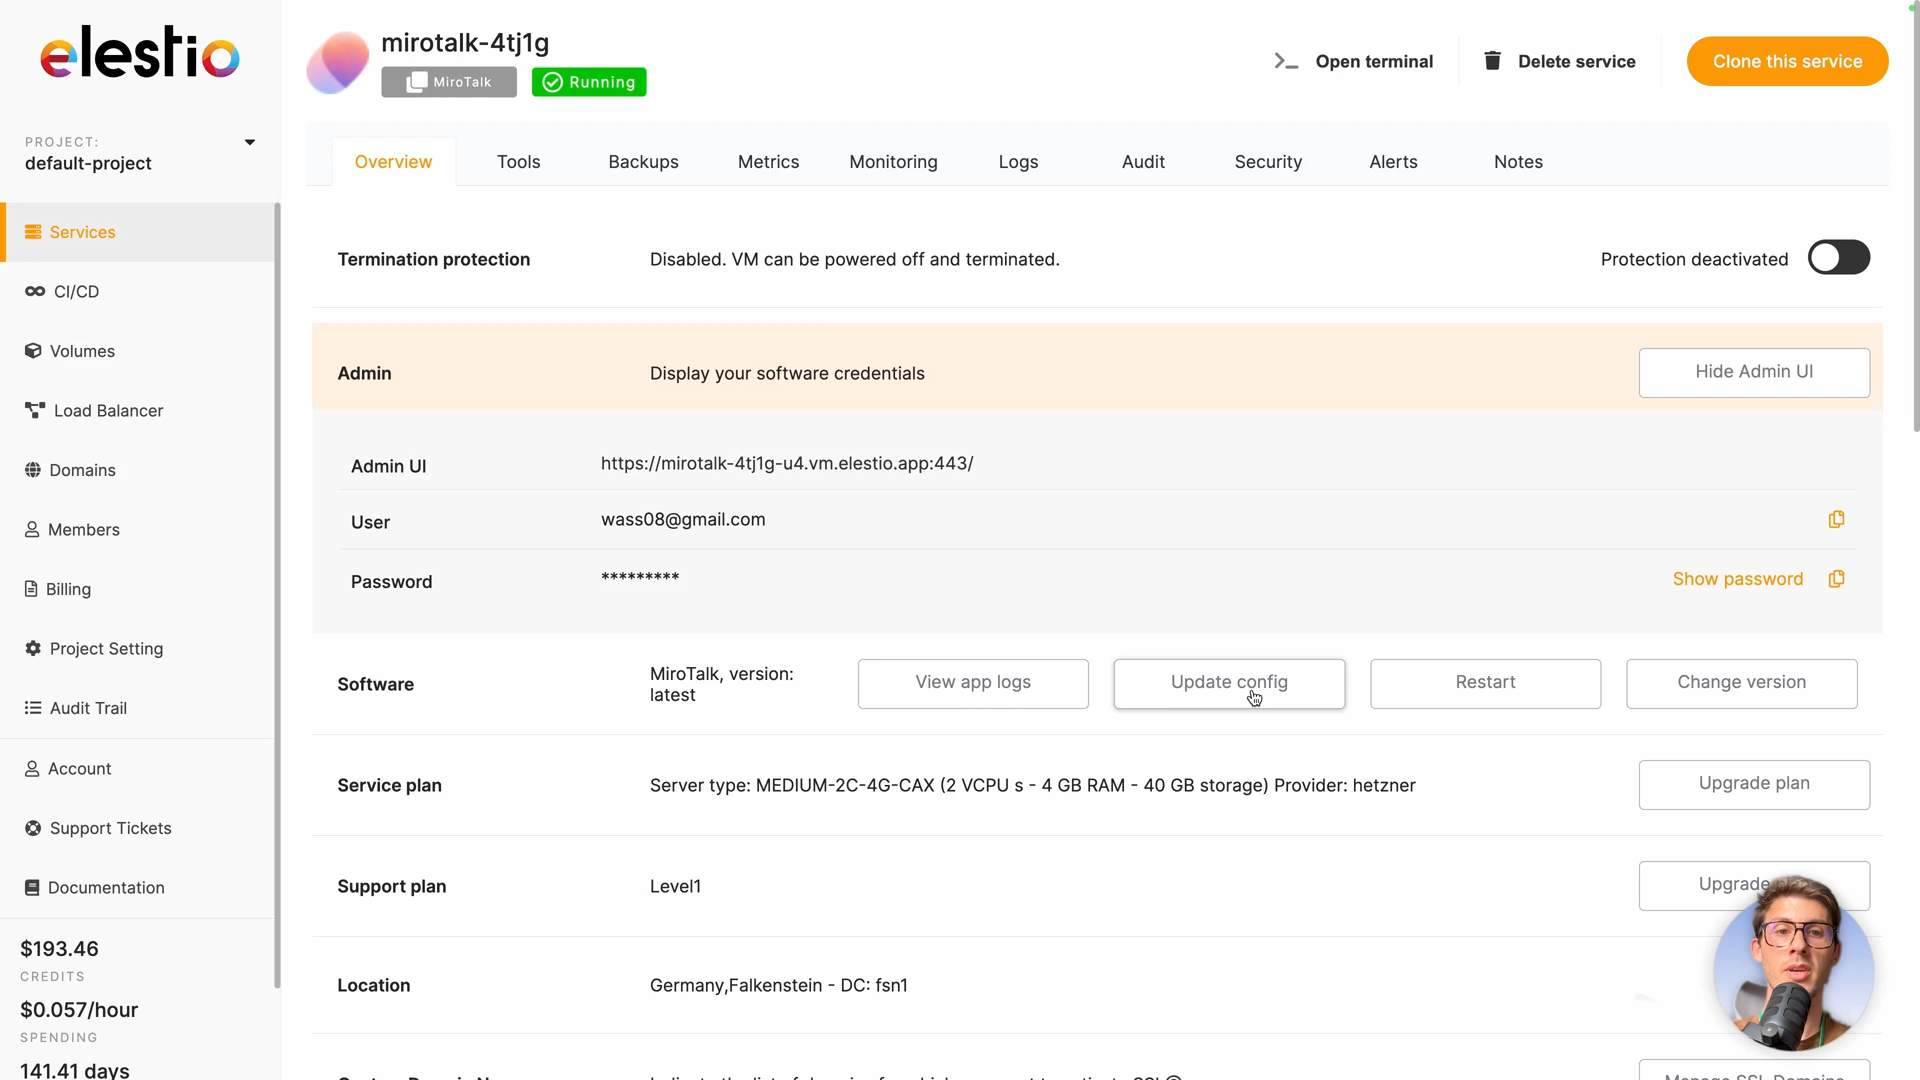 elestio
PROJECT:
default-project
Services
CI/CD
Volumes
Load Balancer
Domains
Members
Billing
Project Setting
Audit Trail
Account
Support Tickets
Documentation
$193.46
CREDITS
$0.057/hour
SPENDING
141.41 days
mirotalk-4tj1g
MiroTalk
Running
Open terminal
Delete service
Clone this service
Overview
Tools
Backups
Metrics
Monitoring
Logs
Audit
Security
Alerts
Notes
Termination protection
Disabled. VM can be powered off and terminated.
Protection deactivated
Admin
Display your software credentials
Hide Admin UI
Admin UI
https://mirotalk-4tj1g-u4.vm.elestio.app:443/
User
wass08@gmail.com
Password
*********
Show password
Software
MiroTalk, version:
latest
View app logs
Update config
Restart
Change version
Service plan
Server type: MEDIUM-2C-4G-CAX (2 VCPU s - 4 GB RAM - 40 GB storage) Provider: hetzner
Upgrade plan
Support plan
Level1
Upgrade
Location
Germany,Falkenstein - DC: fsn1
Manage SSL Domains